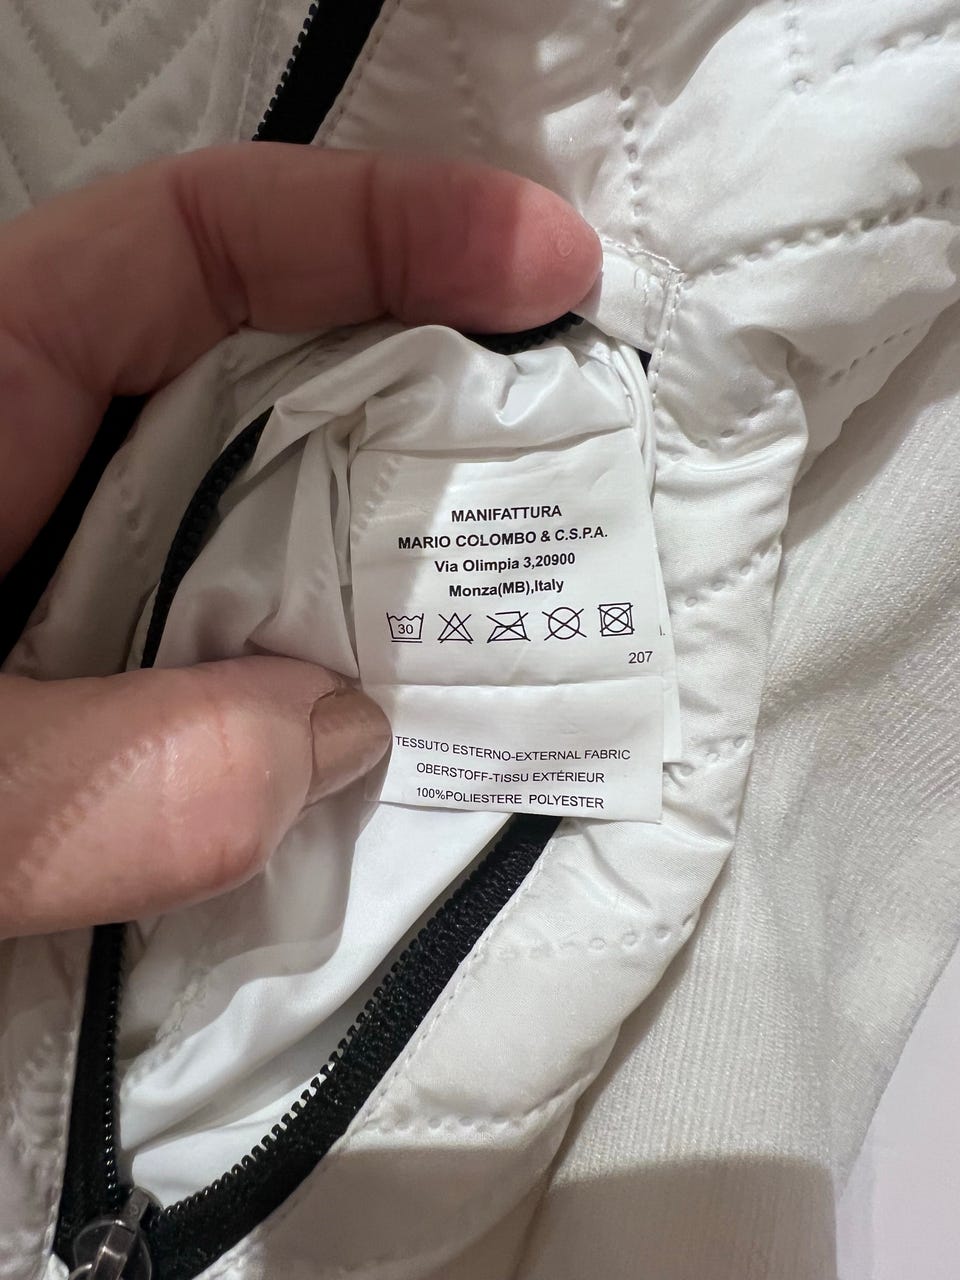 MANIFATTURA
MARIO COLOMBO & C.S.P.A.
Via Olimpia 3,20900
Monza(MB),Italy
30
207
TESSUTO ESTERNO-EXTERNAL FABRIC
OBERSTOFF-TISSU EXTÉRIEUR
100%POLIESTERE POLYESTER